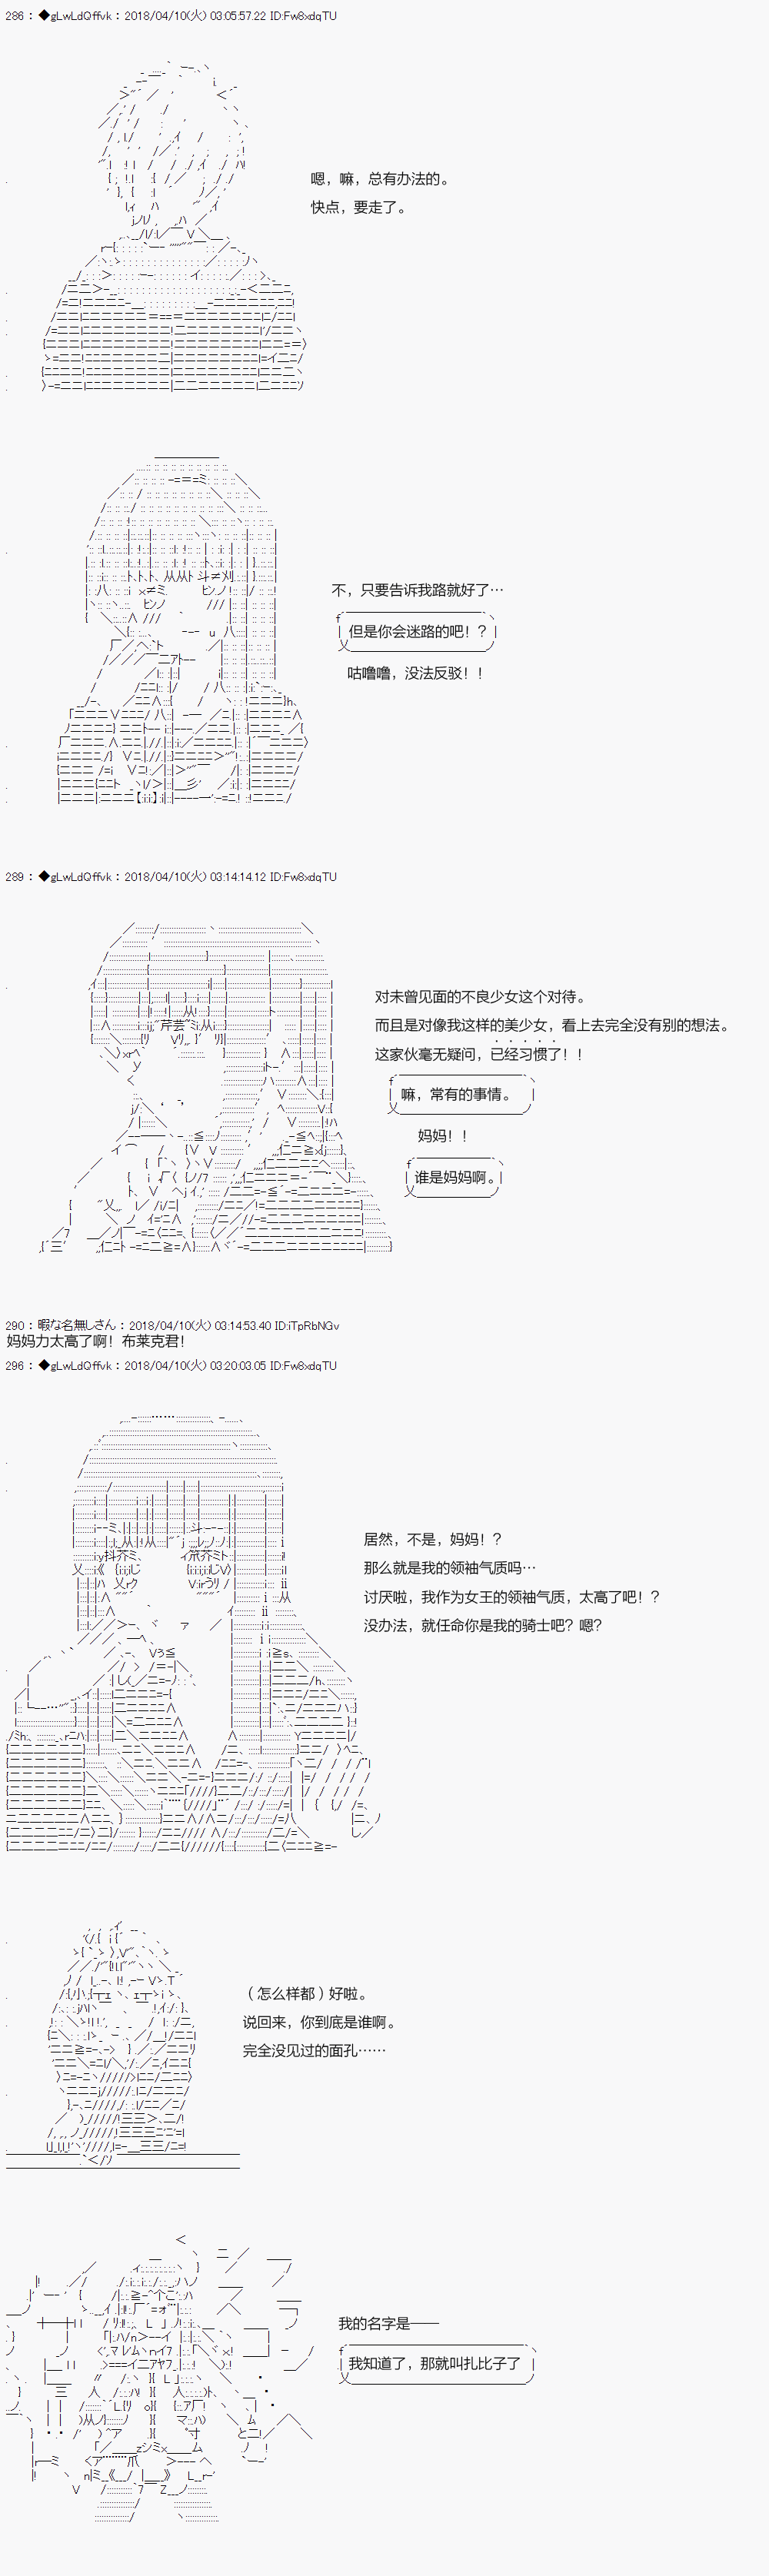 286 : ◆gLwLdQffvk : 2018/04/10(火) 03:05:57.22 ID:Fw8xdqTU
嗯，嘛，总有办法的。
快点，要走了。
不，只要告诉我路就好了…
但是你会迷路的吧！？
咕噜噜，没法反驳！！
289 : ◆gLwLdQffvk : 2018/04/10(火) 03:14:14.12 ID:Fw8xdqTU
对未曾见面的不良少女这个对待。
而且是对像我这样的美少女，看上去完全没有别的想法。
这家伙毫无疑问，已经习惯了！！
嘛，常有的事情。
妈妈！！
谁是妈妈啊。
290 : 暇な名無しさん : 2018/04/10(火) 03:14:53.40 ID:iTpRbNGv
妈妈力太高了啊！布莱克君！
296 : ◆gLwLdQffvk : 2018/04/10(火) 03:20:03.05 ID:Fw8xdqTU
居然，不是，妈妈！？
那么就是我的领袖气质吗…
讨厌啦，我作为女王的领袖气质，太高了吧！？
没办法，就任命你是我的骑士吧？嗯？
（怎么样都）好啦。
说回来，你到底是谁啊。
完全没见过的面孔……
我的名字是——
我知道了，那就叫扎比子了